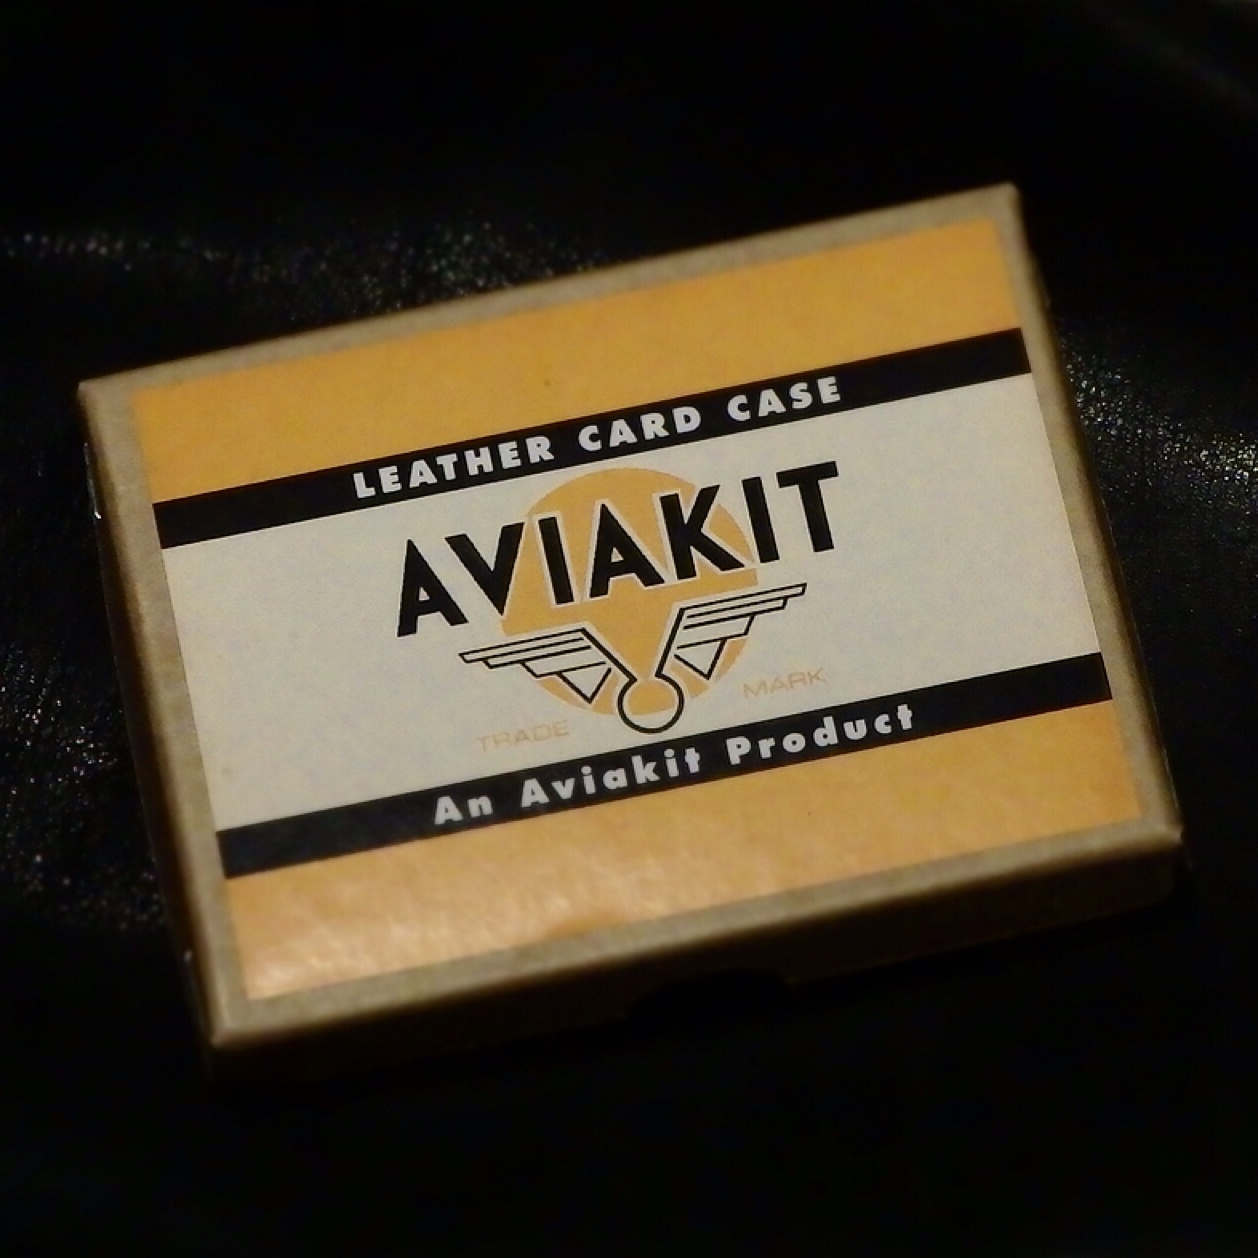 LEATHER CARD CASE
AVIAKIT
TRADE MARK
An Aviakit Product